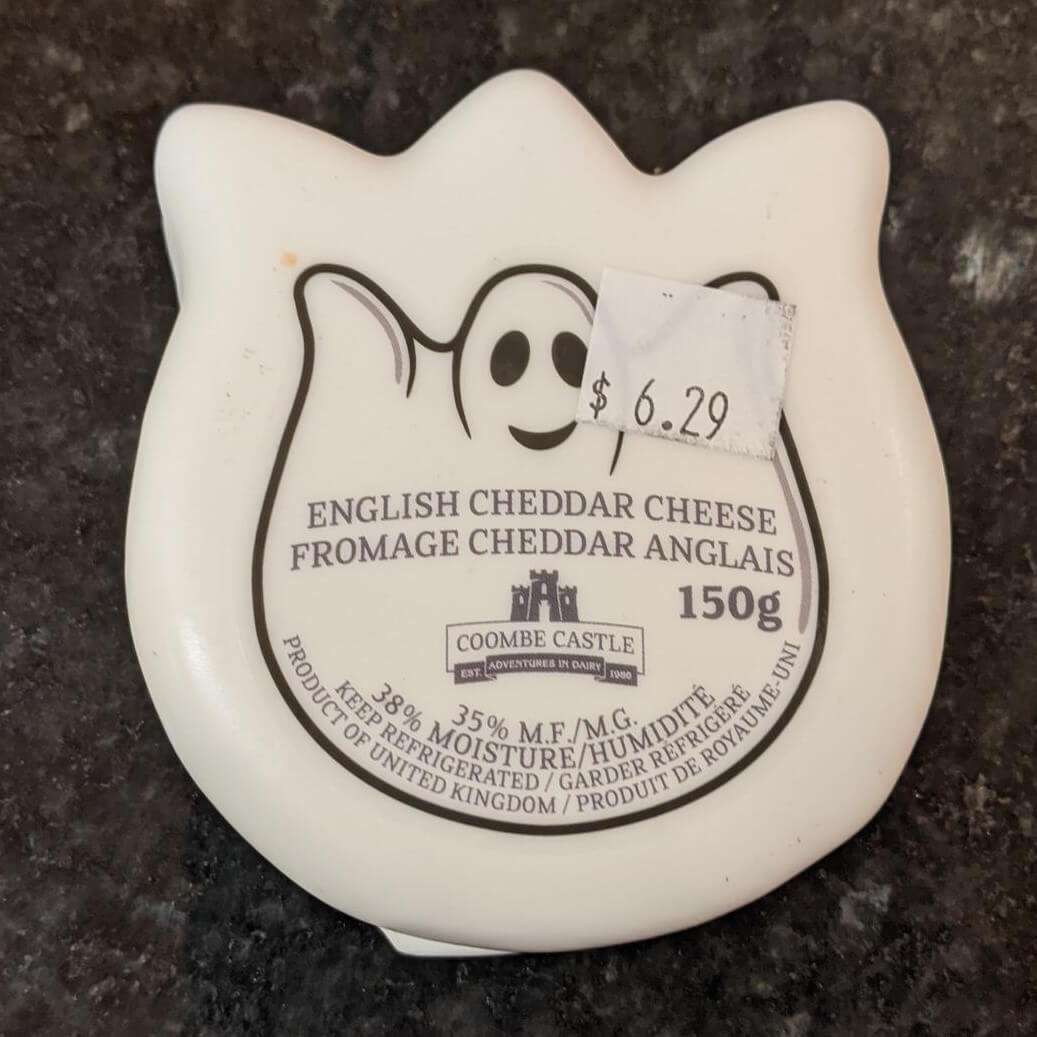 $ 6.29
ENGLISH CHEDDAR CHEESE
FROMAGE CHEDDAR ANGLAIS
150g
COOMBE CASTLE
EST. ADVENTURES IN DAIRY 1980
35% M.F./M.G.
38% MOISTURE/HUMIDITÉ
KEEP REFRIGERATED / GARDER RÉFRIGÉRÉ
PRODUCT OF UNITED KINGDOM / PRODUIT DE ROYAUME-UNI